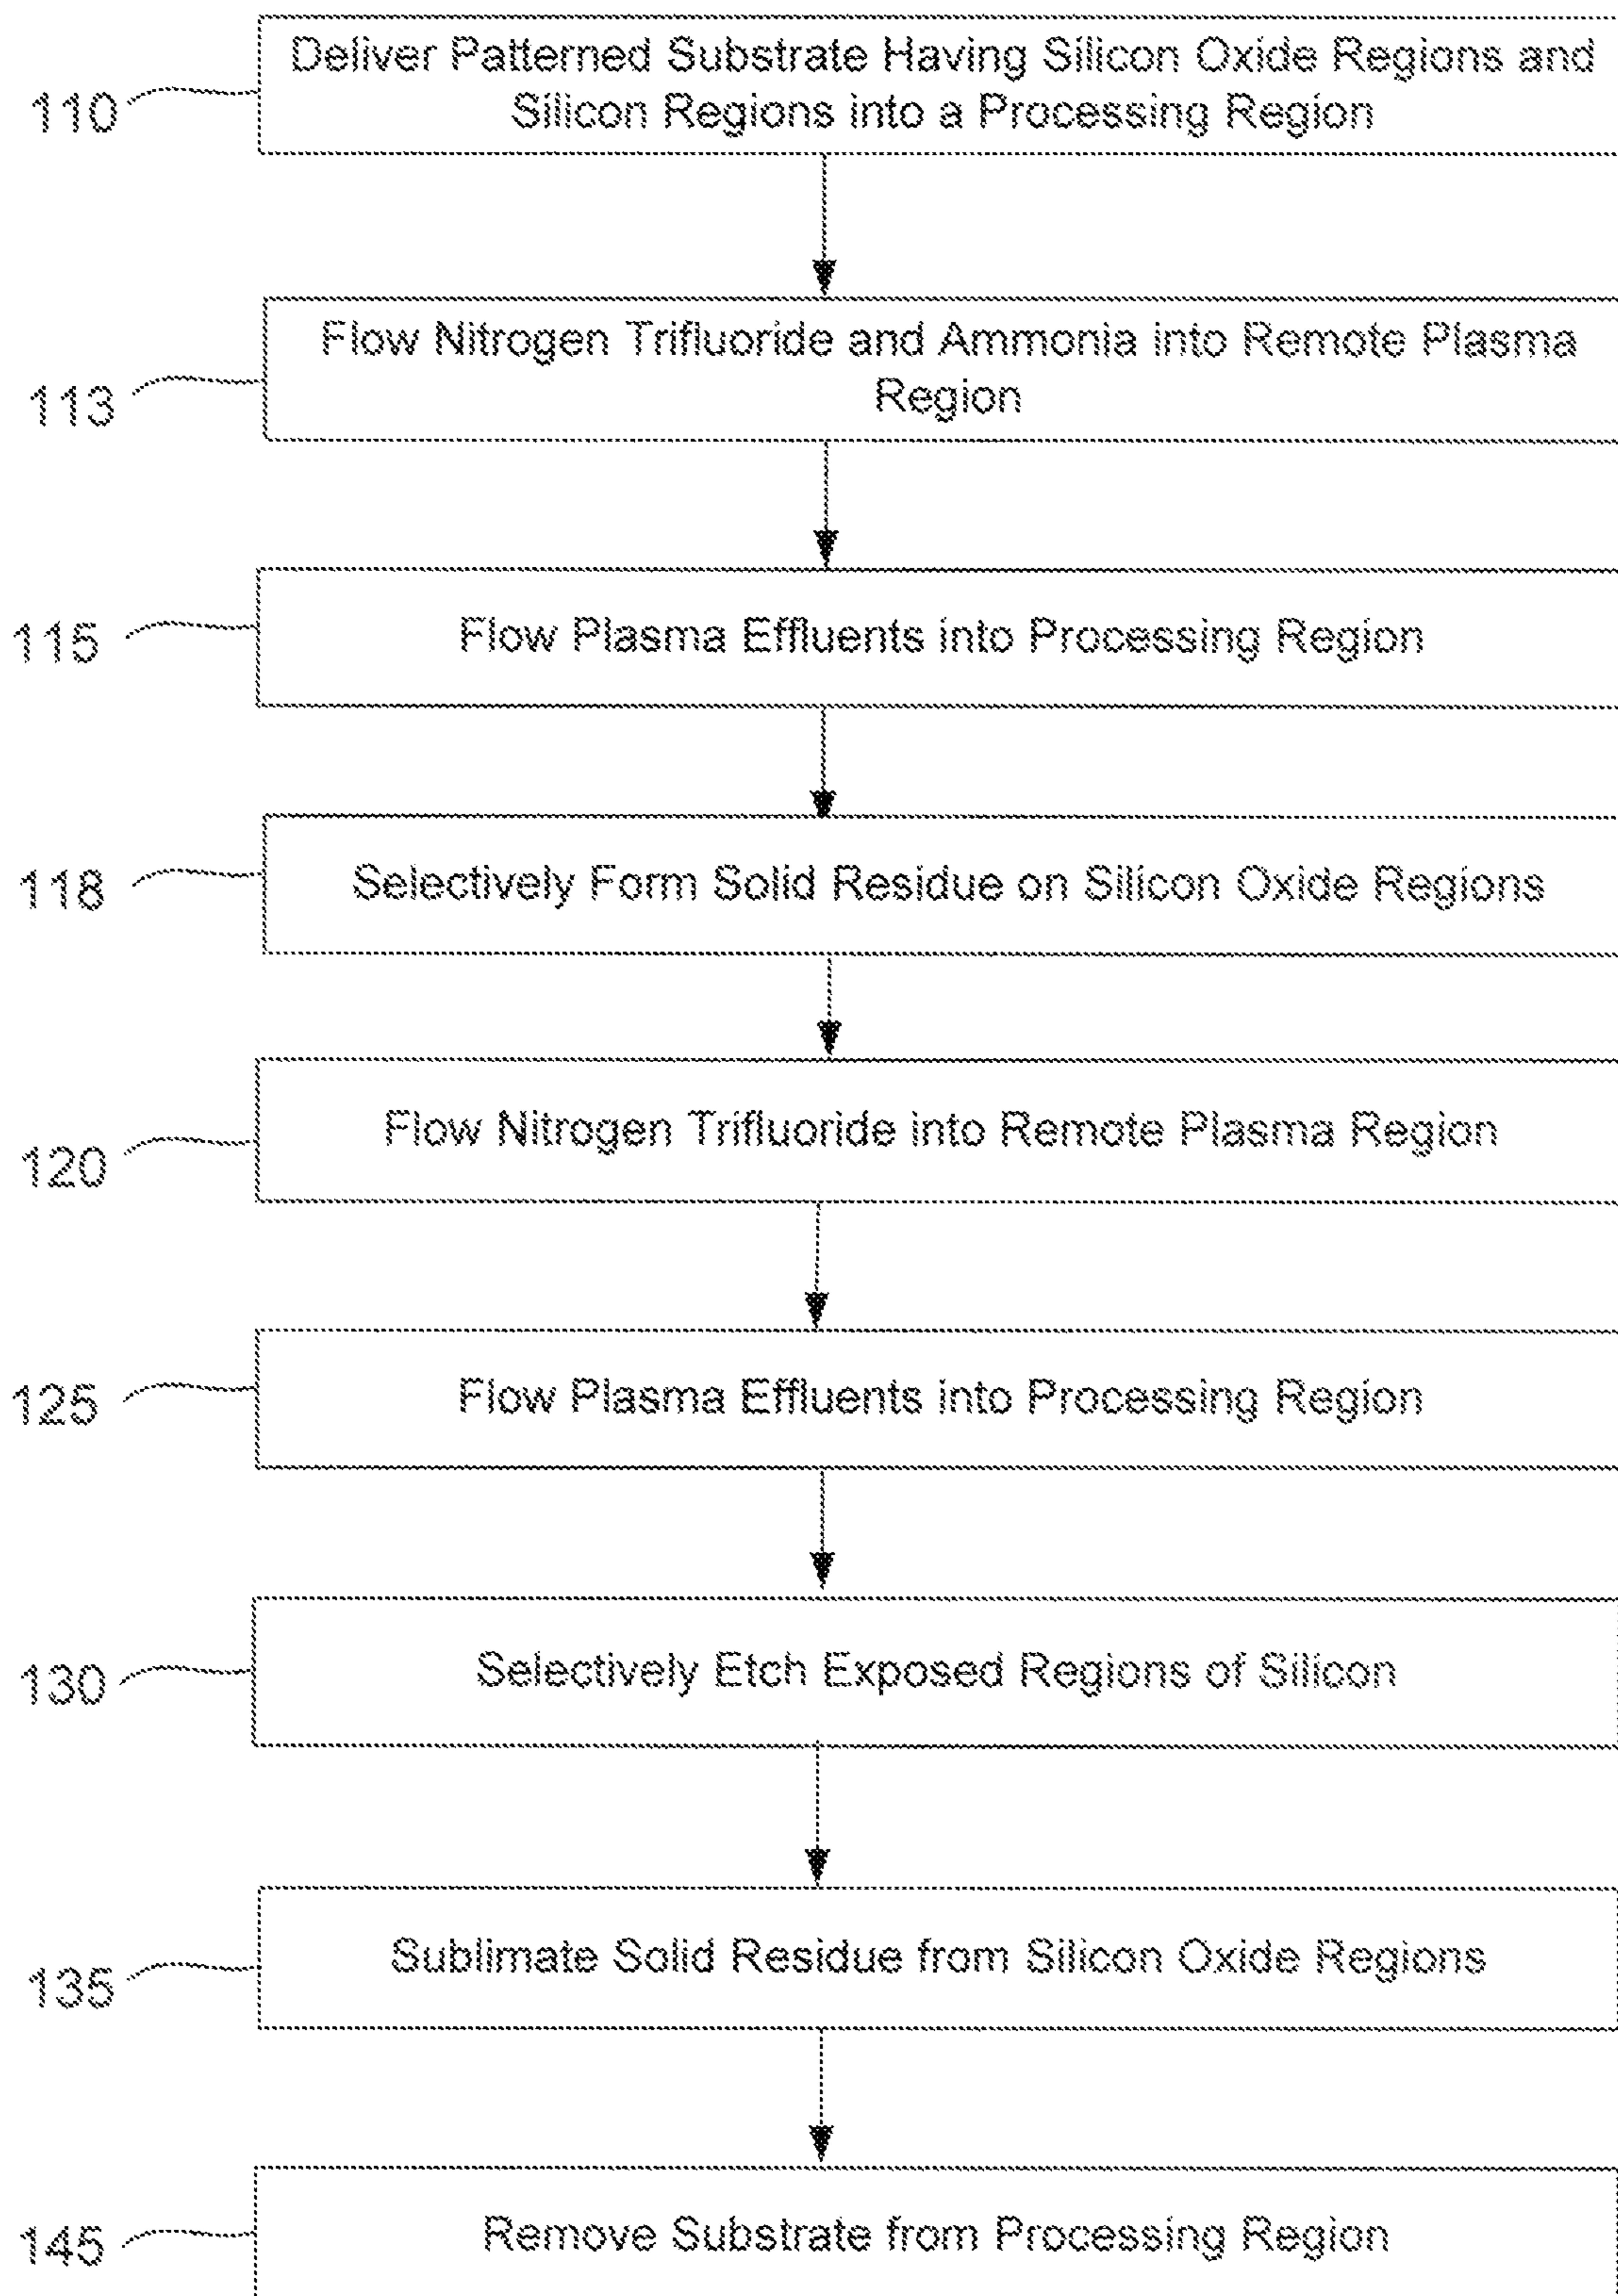 Deliver Patterned Substrate Having Silicon Oxide Regions and
110
Silicon Regions into a Processing Region
Flow Nitrogen Trifluoride and Ammonia into Remote Plasma
113
Region
115
Flow Plasma Effluents into Processing Region
118
Selectively Form Solid Residue on Silicon Oxide Regions
120
Flow Nitrogen Trifluoride into Remote Plasma Region
125
Flow Plasma Effluents into Processing Region
130
Selectively Etch Exposed Regions of Silicon
135
Sublimate Solid Residue from Silicon Oxide Regions
145
Remove Substrate from Processing Region